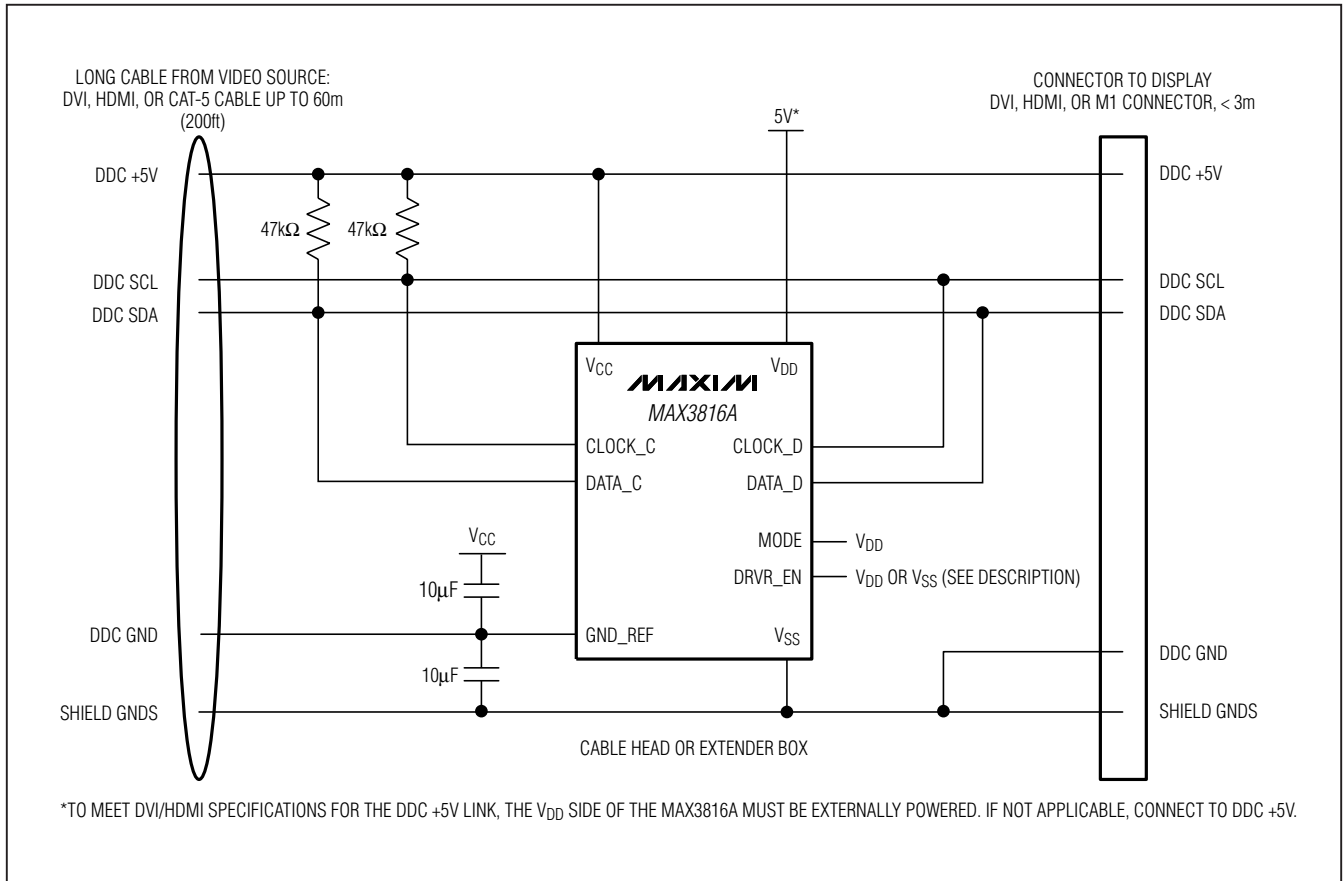 LONG CABLE FROM VIDEO SOURCE:
DVI, HDMI, OR CAT-5 CABLE UP TO 60m
(200ft)
CONNECTOR TO DISPLAY
DVI, HDMI, OR M1 CONNECTOR, < 3m
5V*
DDC +5V
DDC +5V
47kΩ
47kΩ
DDC SCL
DDC SCL
DDC SDA
DDC SDA
VCC
VDD
MAXIM
MAX3816A
CLOCK_C
CLOCK_D
DATA_C
DATA_D
VCC
MODE
VDD
10µF
DRVR_EN
VDD OR VSS (SEE DESCRIPTION)
DDC GND
GND_REF
VSS
DDC GND
10µF
SHIELD GNDS
SHIELD GNDS
CABLE HEAD OR EXTENDER BOX
*TO MEET DVI/HDMI SPECIFICATIONS FOR THE DDC +5V LINK, THE VDD SIDE OF THE MAX3816A MUST BE EXTERNALLY POWERED. IF NOT APPLICABLE, CONNECT TO DDC +5V.